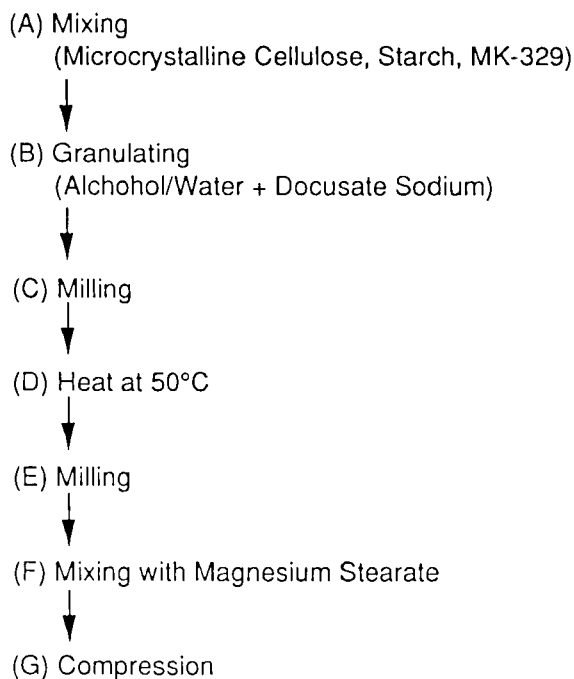 (A) Mixing
(Microcrystalline Cellulose, Starch, MK-329)
(B) Granulating
(Alchohol/Water + Docusate Sodium)
(C) Milling
(D) Heat at 50°C
(E) Milling
(F) Mixing with Magnesium Stearate
(G) Compression